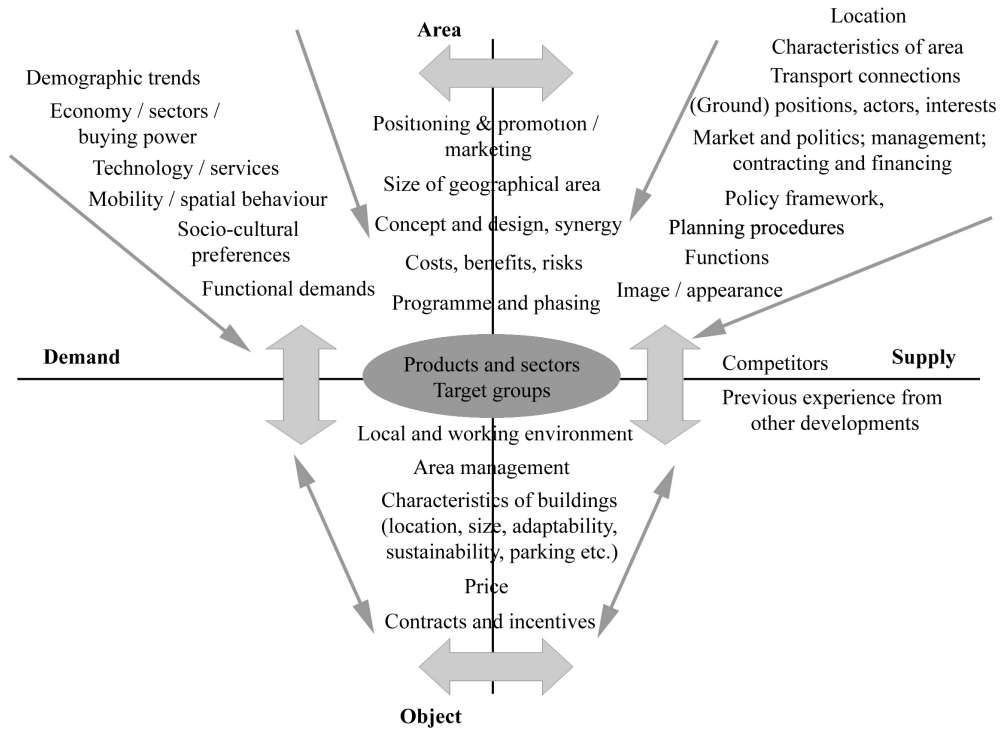 Area
Demographic trends
Economy / sectors /
buying power
Technology / services
Mobility / spatial behaviour
Socio-cultural
preferences
Functional demands
Positioning & promotion /
marketing
Size of geographical area
Concept and design, synergy
Costs, benefits, risks
Programme and phasing
Location
Characteristics of area
Transport connections
(Ground) positions, actors, interests
Market and politics; management;
contracting and financing
Policy framework,
Planning procedures
Functions
Image / appearance
Demand
Products and sectors
Target groups
Competitors
Supply
Previous experience from
other developments
Local and working environment
Area management
Characteristics of buildings
(location, size, adaptability,
sustainability, parking etc.)
Price
Contracts and incentives
Object